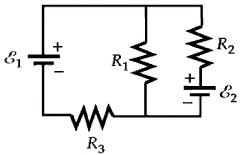 ℰ₁
+
−
R₁
R₂
+
−
ℰ₂
R₃